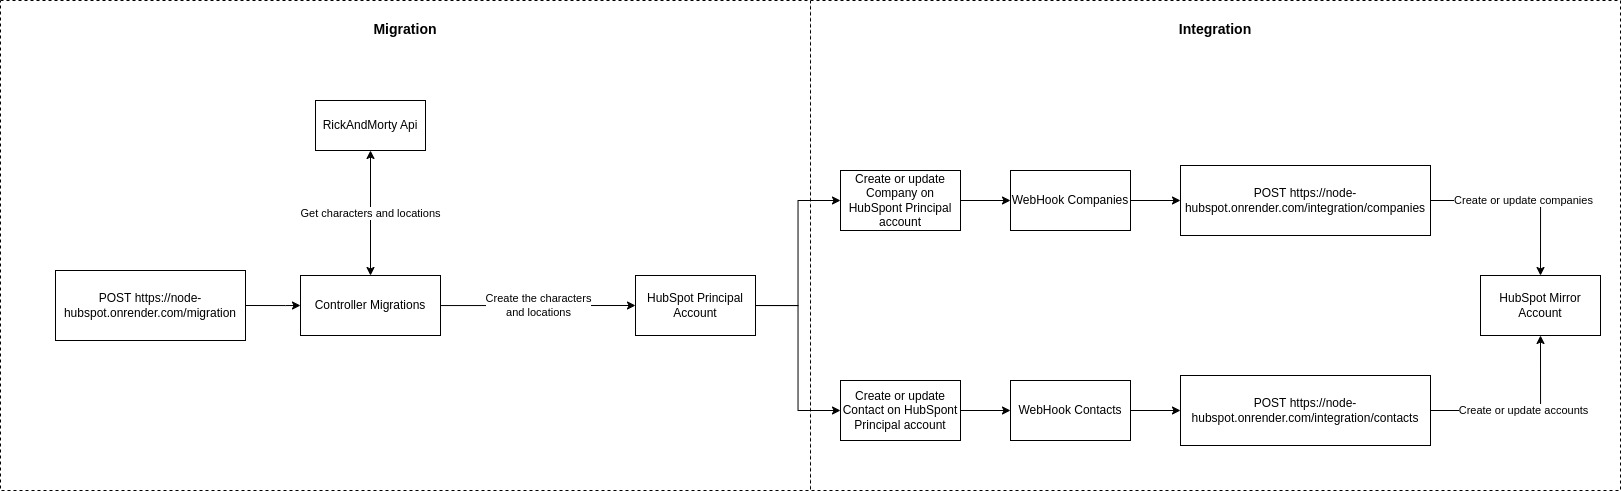 Migration
Integration
RickAndMorty Api
Get characters and locations
POST https://node-
hubspot.onrender.com/migration
Controller Migrations
Create the characters
and locations
HubSpot Principal
Account
Create or update
Company on
HubSpont Principal
account
WebHook Companies
POST https://node-
hubspot.onrender.com/integration/companies
Create or update companies
HubSpot Mirror
Account
Create or update
Contact on HubSpont
Principal account
WebHook Contacts
POST https://node-
hubspot.onrender.com/integration/contacts
Create or update accounts